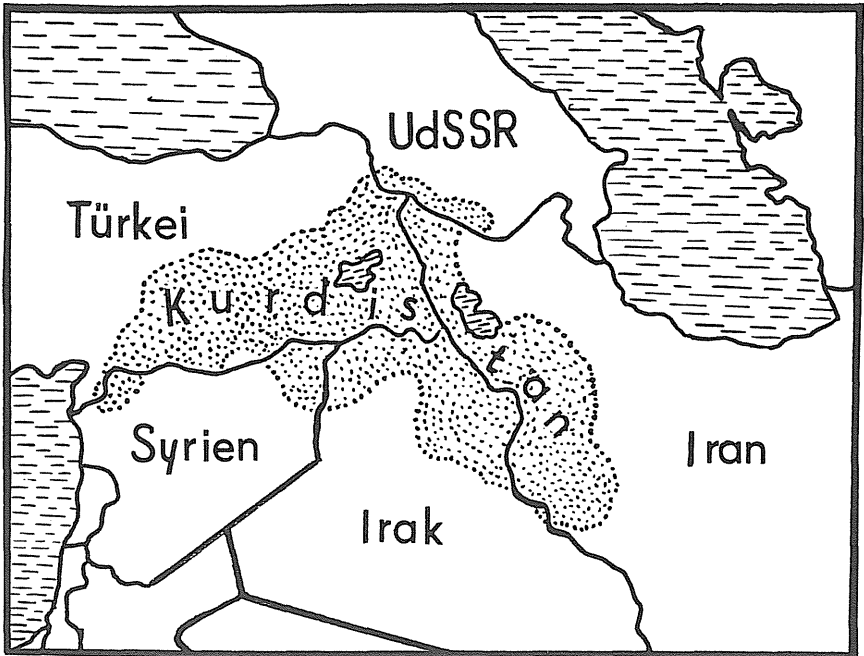 UdSSR
Türkei
Kurdistan
Syrien
Iran
Irak